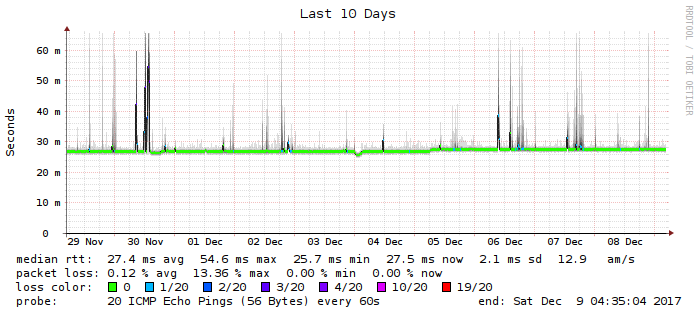 Last 10 Days
RRDTOOL / TOBI OETIKER
Seconds
60 m
50 m
40 m
30 m
20 m
10 m
0
29 Nov 30 Nov 01 Dec 02 Dec 03 Dec 04 Dec 05 Dec 06 Dec 07 Dec 08 Dec
median rtt: 27.4 ms avg 54.6 ms max 25.7 ms min 27.5 ms now 2.1 ms sd 12.9 am/s
packet loss: 0.12 % avg 13.36 % max 0.00 % min 0.00 % now
loss color: 0 1/20 2/20 3/20 4/20 10/20 19/20
probe: 20 ICMP Echo Pings (56 Bytes) every 60s end: Sat Dec 9 04:35:04 2017